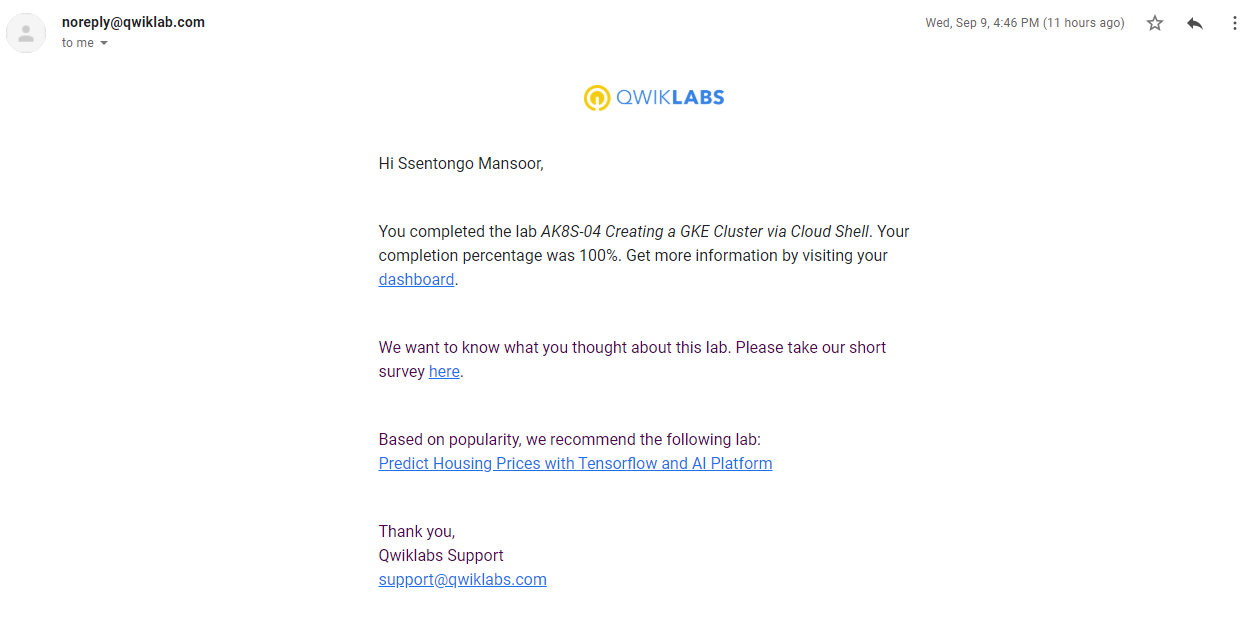 noreply@qwiklab.com
Wed, Sep 9, 4:46 PM (11 hours ago)
to me
QWIKLABS
Hi Ssentongo Mansoor,
You completed the lab AK8S-04 Creating a GKE Cluster via Cloud Shell. Your
completion percentage was 100%. Get more information by visiting your
dashboard.
We want to know what you thought about this lab. Please take our short
survey here.
Based on popularity, we recommend the following lab:
Predict Housing Prices with Tensorflow and AI Platform
Thank you,
Qwiklabs Support
support@qwiklabs.com